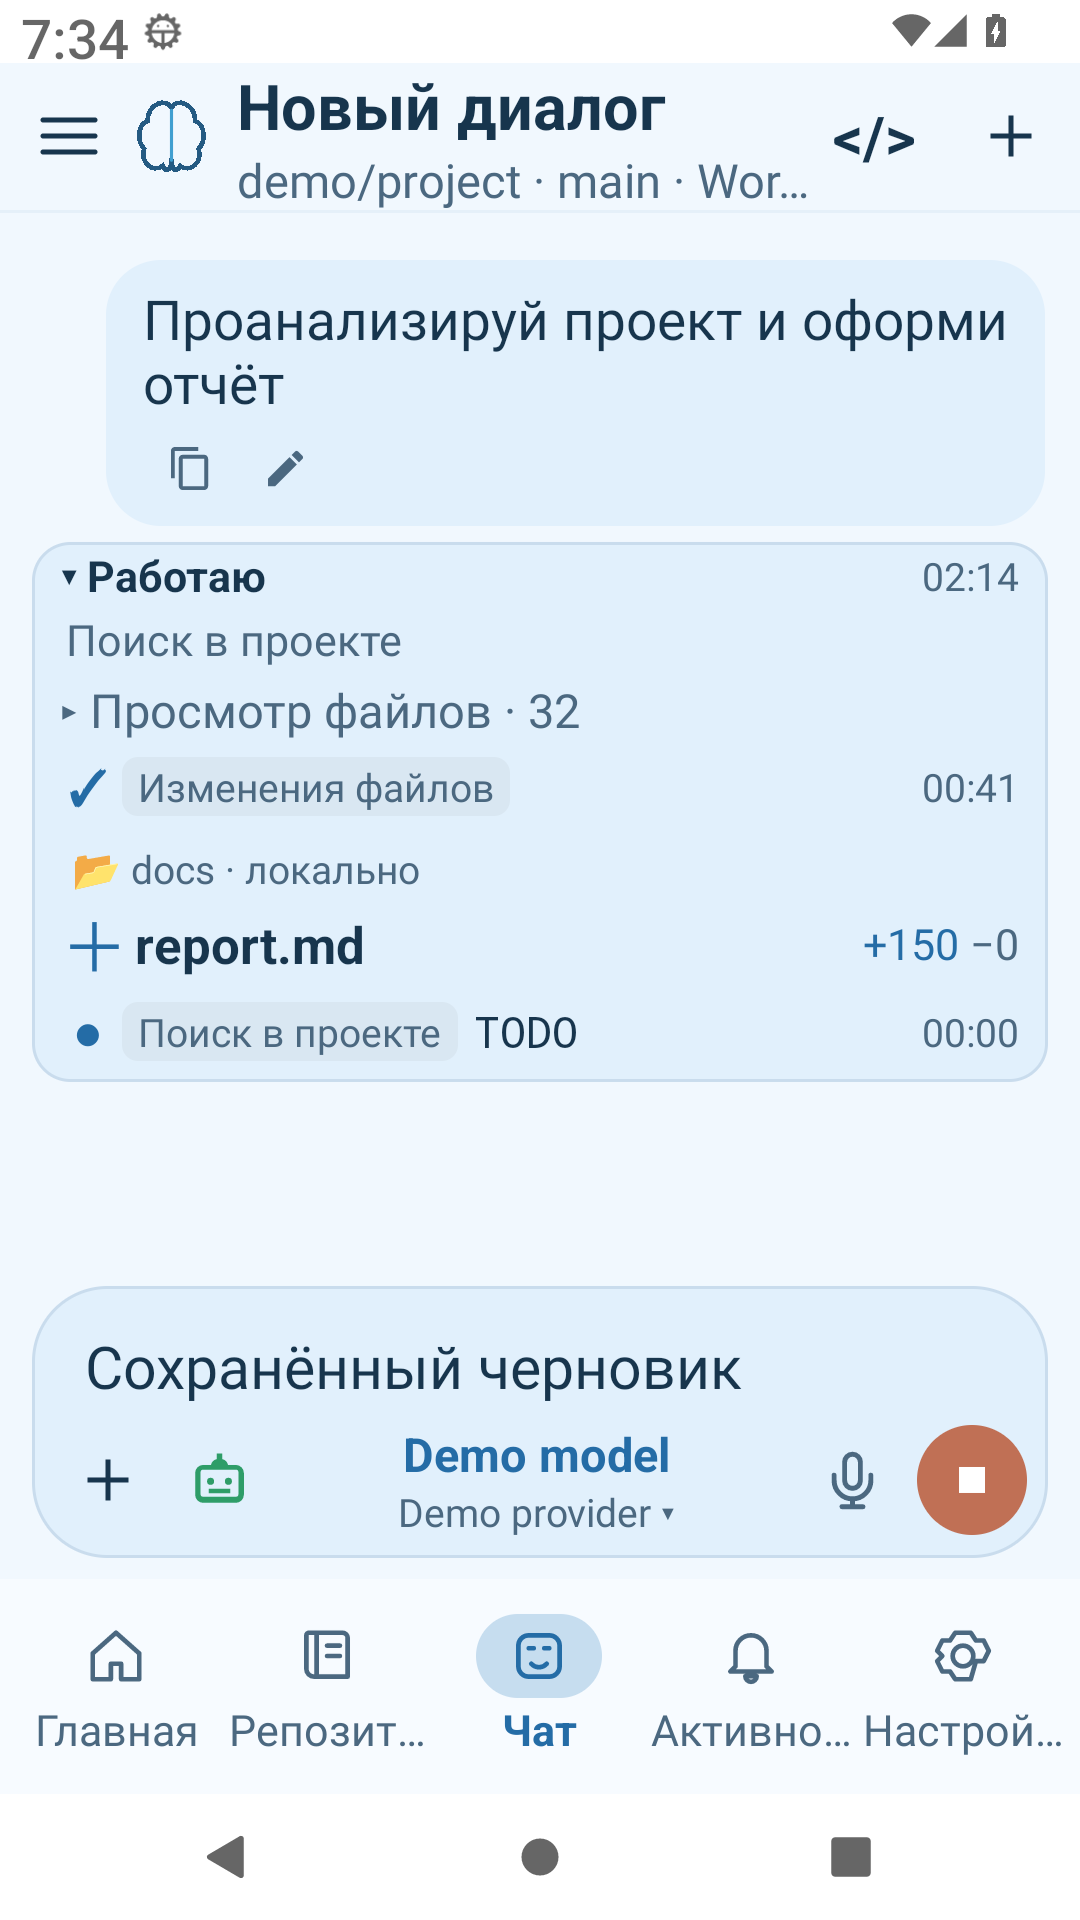 7:34
Новый диалог
</>
demo/project · main · Wor…
Проанализируй проект и оформи
отчёт
▾ Работаю 02:14
Поиск в проекте
▸ Просмотр файлов · 32
✓ Изменения файлов 00:41
📂 docs · локально
+ report.md +150 −0
● Поиск в проекте TODO 00:00
Сохранённый черновик
Demo model
Demo provider ▾
Главная Репозит… Чат Активно… Настрой…